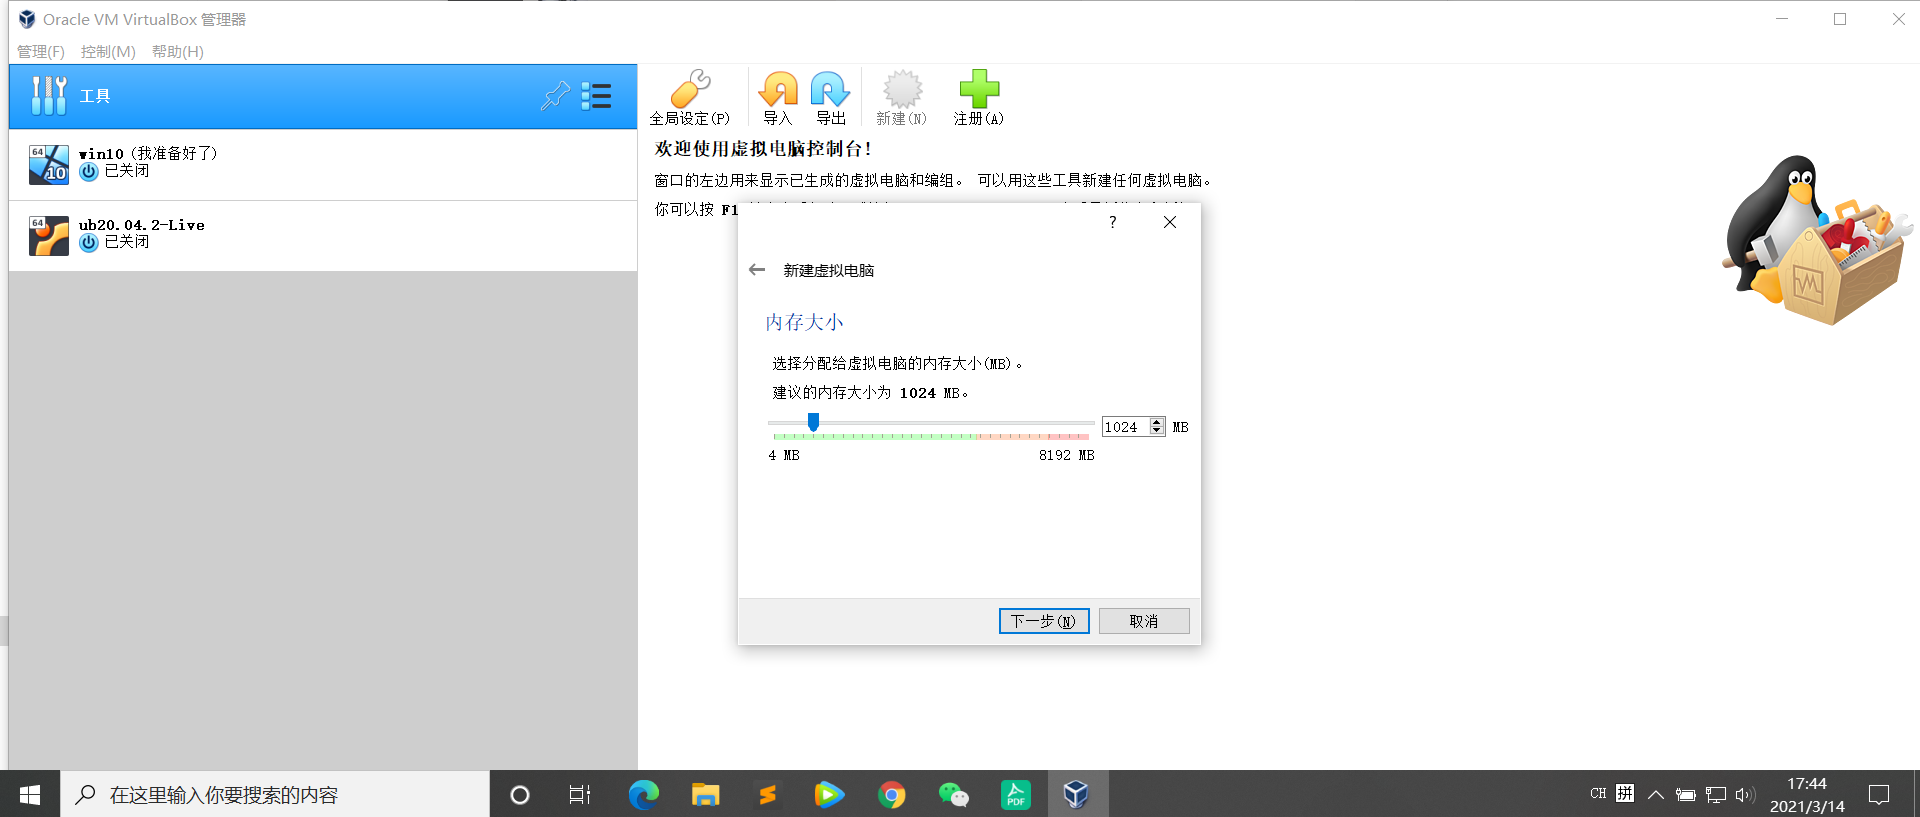 Oracle VM VirtualBox 管理器
管理(F) 控制(M) 帮助(H)
工具
全局设定(P) 导入 导出 新建(N) 注册(A)
64 10 win10 (我准备好了)
已关闭
64 ub20.04.2-Live
已关闭
欢迎使用虚拟电脑控制台!
窗口的左边用来显示已生成的虚拟电脑和编组。 可以用这些工具新建任何虚拟电脑。
你可以按 F1
?
新建虚拟电脑
内存大小
选择分配给虚拟电脑的内存大小(MB)。
建议的内存大小为 1024 MB。
1024 MB
4 MB 8192 MB
下一步(N) 取消
在这里输入你要搜索的内容
PDF
CH 拼
17:44
2021/3/14